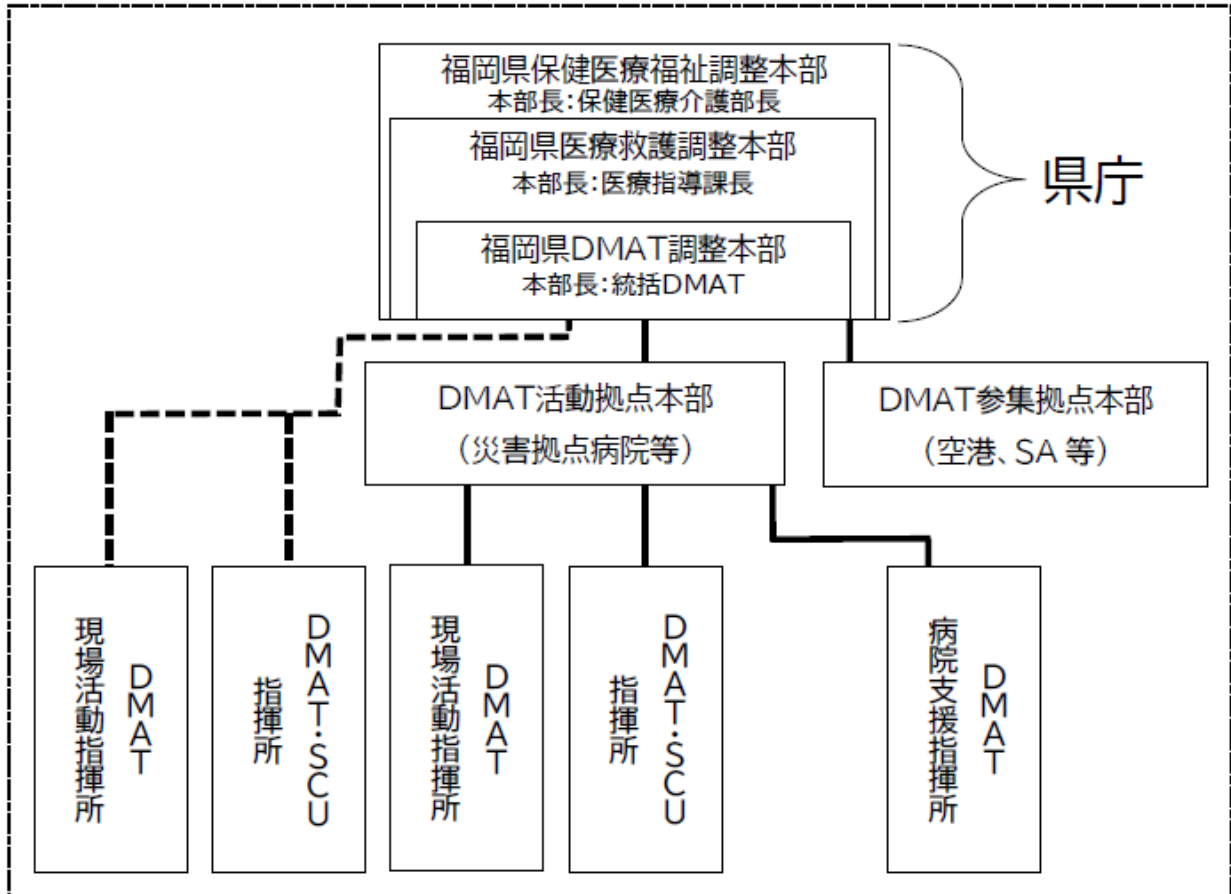 福岡県保健医療福祉調整本部
本部長：保健医療介護部長
福岡県医療救護調整本部
本部長：医療指導課長
福岡県DMAT調整本部
本部長：統括DMAT
県庁
DMAT活動拠点本部
（災害拠点病院等）
DMAT参集拠点本部
（空港、SA 等）
DMAT
現場活動指揮所
DMAT・SCU
指揮所
DMAT
現場活動指揮所
DMAT・SCU
指揮所
DMAT
病院支援指揮所